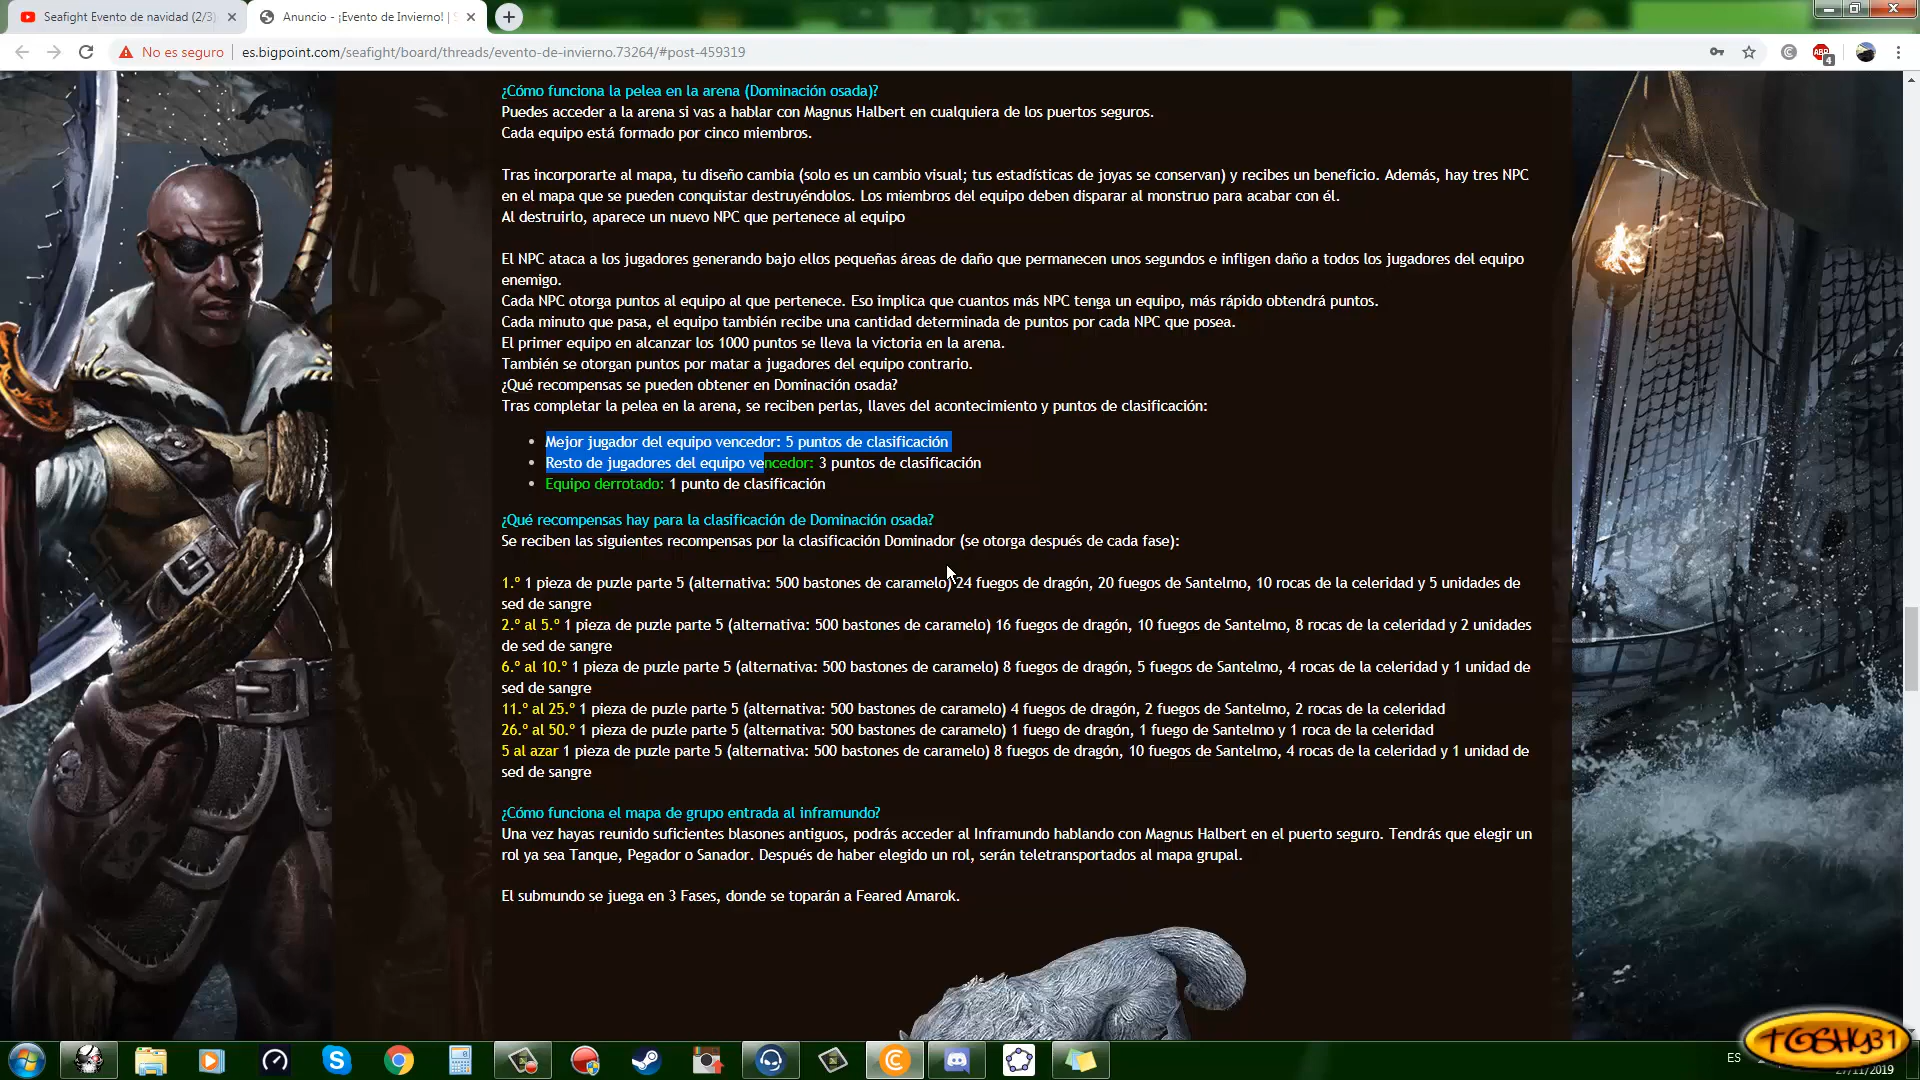 Seafight Evento de navidad (2/3)
Anuncio - ¡Evento de Invierno! | S
No es seguro
es.bigpoint.com/seafight/board/threads/evento-de-invierno.73264/#post-459319
ABP
4
¿Cómo funciona la pelea en la arena (Dominación osada)?
Puedes acceder a la arena si vas a hablar con Magnus Halbert en cualquiera de los puertos seguros.
Cada equipo está formado por cinco miembros.
Tras incorporarte al mapa, tu diseño cambia (solo es un cambio visual; tus estadísticas de joyas se conservan) y recibes un beneficio. Además, hay tres NPC
en el mapa que se pueden conquistar destruyéndolos. Los miembros del equipo deben disparar al monstruo para acabar con él.
Al destruirlo, aparece un nuevo NPC que pertenece al equipo
El NPC ataca a los jugadores generando bajo ellos pequeñas áreas de daño que permanecen unos segundos e infligen daño a todos los jugadores del equipo
enemigo.
Cada NPC otorga puntos al equipo al que pertenece. Eso implica que cuantos más NPC tenga un equipo, más rápido obtendrá puntos.
Cada minuto que pasa, el equipo también recibe una cantidad determinada de puntos por cada NPC que posea.
El primer equipo en alcanzar los 1000 puntos se lleva la victoria en la arena.
También se otorgan puntos por matar a jugadores del equipo contrario.
¿Qué recompensas se pueden obtener en Dominación osada?
Tras completar la pelea en la arena, se reciben perlas, llaves del acontecimiento y puntos de clasificación:
• Mejor jugador del equipo vencedor: 5 puntos de clasificación
• Resto de jugadores del equipo vencedor: 3 puntos de clasificación
• Equipo derrotado: 1 punto de clasificación
¿Qué recompensas hay para la clasificación de Dominación osada?
Se reciben las siguientes recompensas por la clasificación Dominador (se otorga después de cada fase):
1.º 1 pieza de puzle parte 5 (alternativa: 500 bastones de caramelo) 24 fuegos de dragón, 20 fuegos de Santelmo, 10 rocas de la celeridad y 5 unidades de
sed de sangre
2.º al 5.º 1 pieza de puzle parte 5 (alternativa: 500 bastones de caramelo) 16 fuegos de dragón, 10 fuegos de Santelmo, 8 rocas de la celeridad y 2 unidades
de sed de sangre
6.º al 10.º 1 pieza de puzle parte 5 (alternativa: 500 bastones de caramelo) 8 fuegos de dragón, 5 fuegos de Santelmo, 4 rocas de la celeridad y 1 unidad de
sed de sangre
11.º al 25.º 1 pieza de puzle parte 5 (alternativa: 500 bastones de caramelo) 4 fuegos de dragón, 2 fuegos de Santelmo, 2 rocas de la celeridad
26.º al 50.º 1 pieza de puzle parte 5 (alternativa: 500 bastones de caramelo) 1 fuego de dragón, 1 fuego de Santelmo y 1 roca de la celeridad
5 al azar 1 pieza de puzle parte 5 (alternativa: 500 bastones de caramelo) 8 fuegos de dragón, 10 fuegos de Santelmo, 4 rocas de la celeridad y 1 unidad de
sed de sangre
¿Cómo funciona el mapa de grupo entrada al inframundo?
Una vez hayas reunido suficientes blasones antiguos, podrás acceder al Inframundo hablando con Magnus Halbert en el puerto seguro. Tendrás que elegir un
rol ya sea Tanque, Pegador o Sanador. Después de haber elegido un rol, serán teletransportados al mapa grupal.
El submundo se juega en 3 Fases, donde se toparán a Feared Amarok.
TOSHY31
ES
27/11/2019